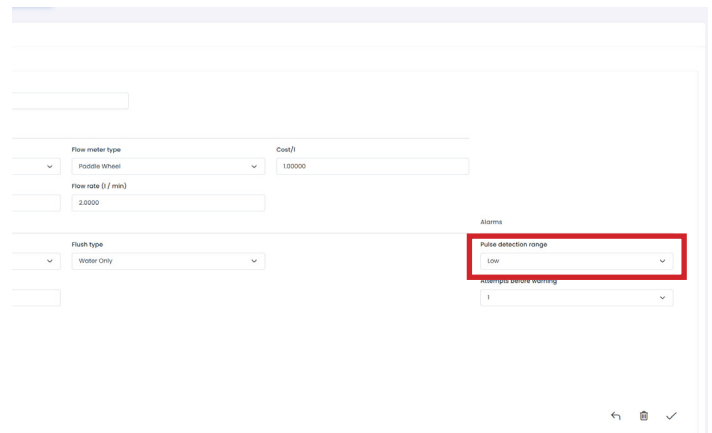 Flow meter type
Cost/l
Paddle Wheel
1.00000
Flow rate (l / min)
2.0000
Alarms
Flush type
Pulse detection range
Water Only
Low
Attempts before warning
1